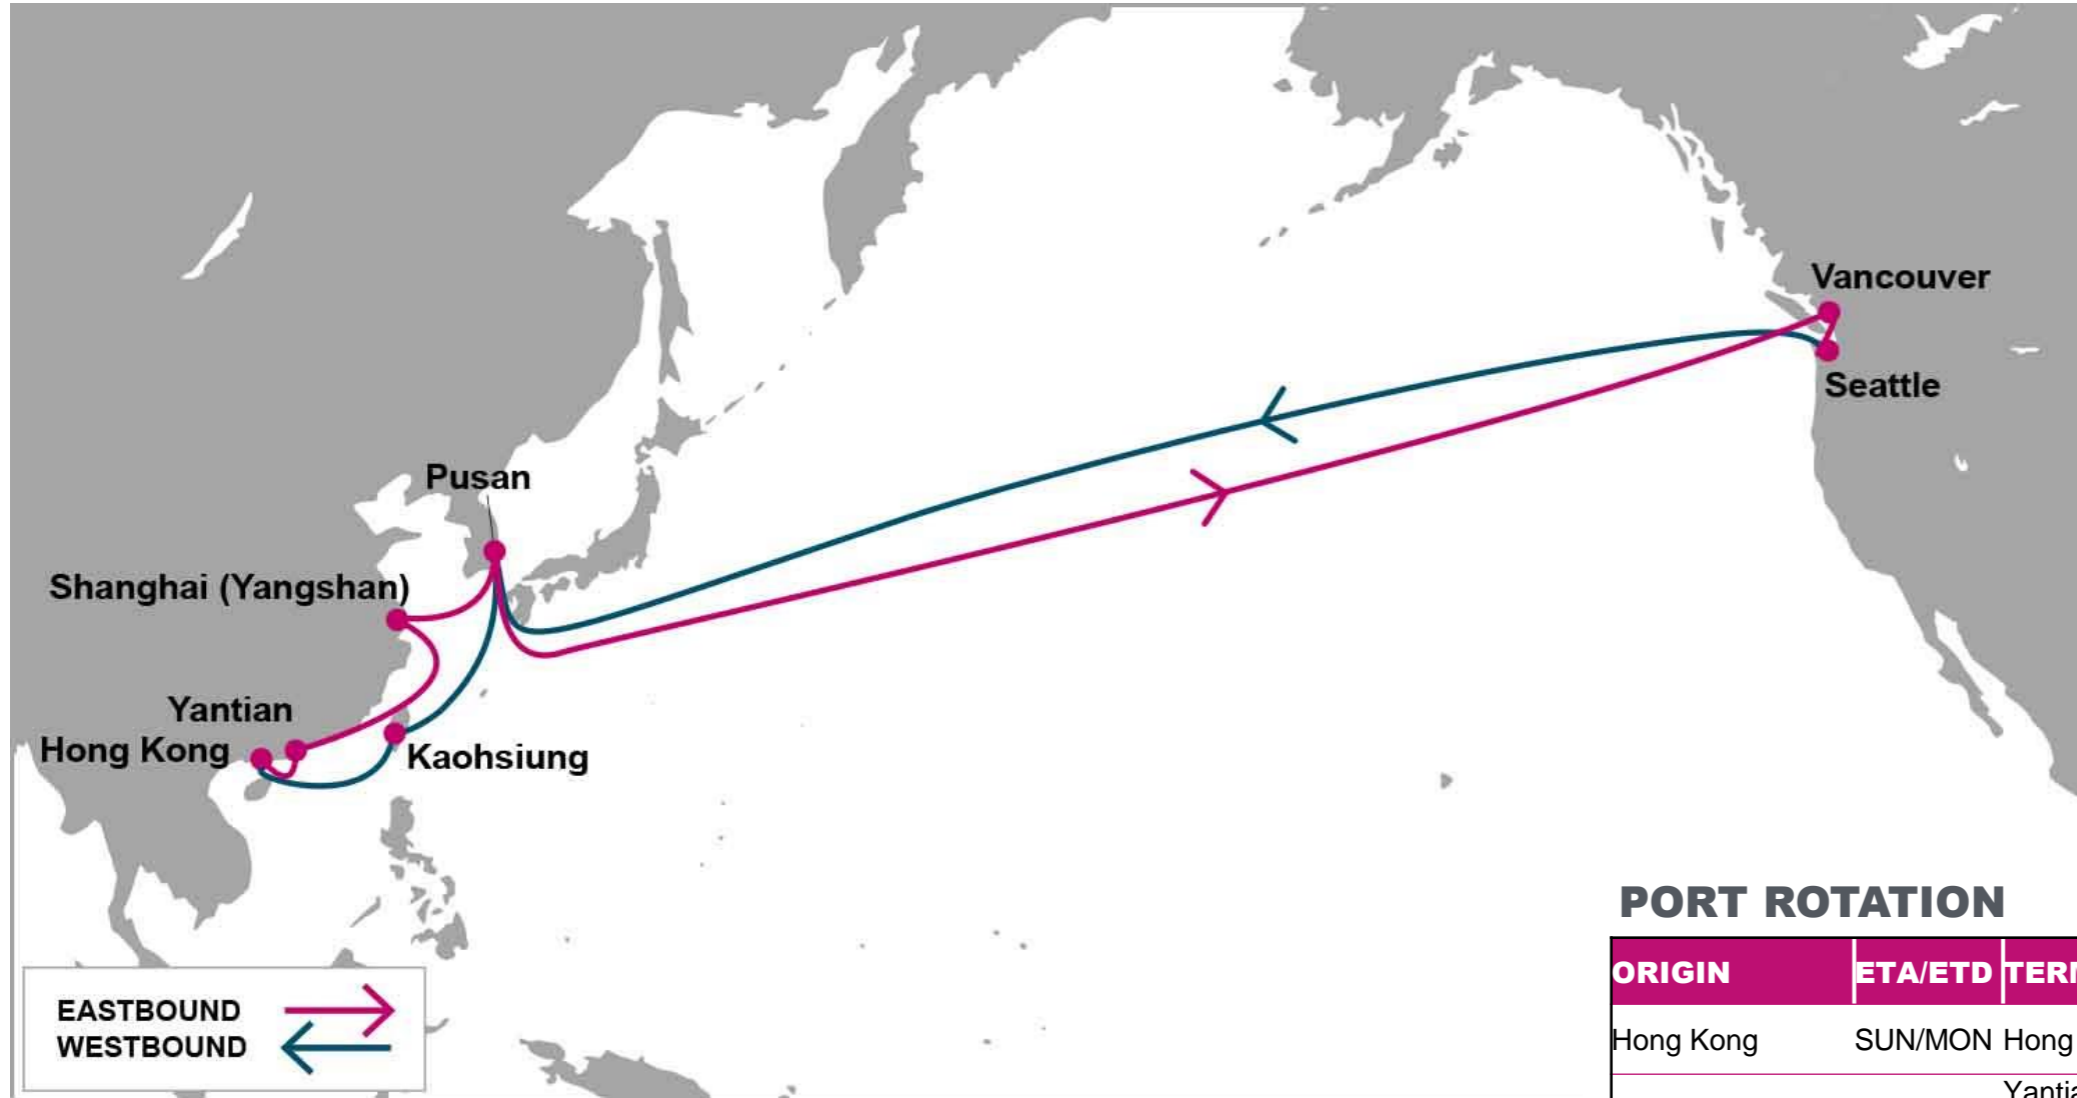 Vancouver
Seattle
Pusan
Shanghai (Yangshan)
Yantian
Hong Kong
Kaohsiung
EASTBOUND
WESTBOUND
PORT ROTATION
ORIGIN ETA/ETD
Hong Kong SUN/MON Hong